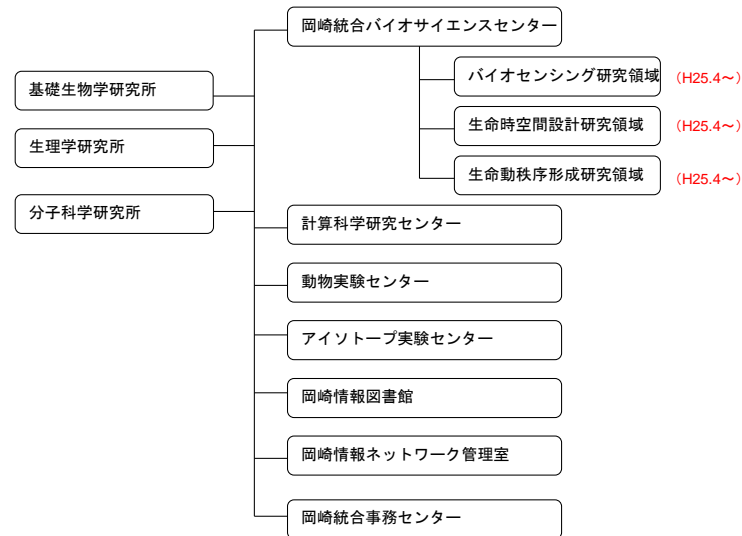 岡崎統合バイオサイエンスセンター
バイオセンシング研究領域 (H25.4～)
基礎生物学研究所
生命時空間設計研究領域 (H25.4～)
生理学研究所
生命動秩序形成研究領域 (H25.4～)
分子科学研究所
計算科学研究センター
動物実験センター
アイソトープ実験センター
岡崎情報図書館
岡崎情報ネットワーク管理室
岡崎統合事務センター